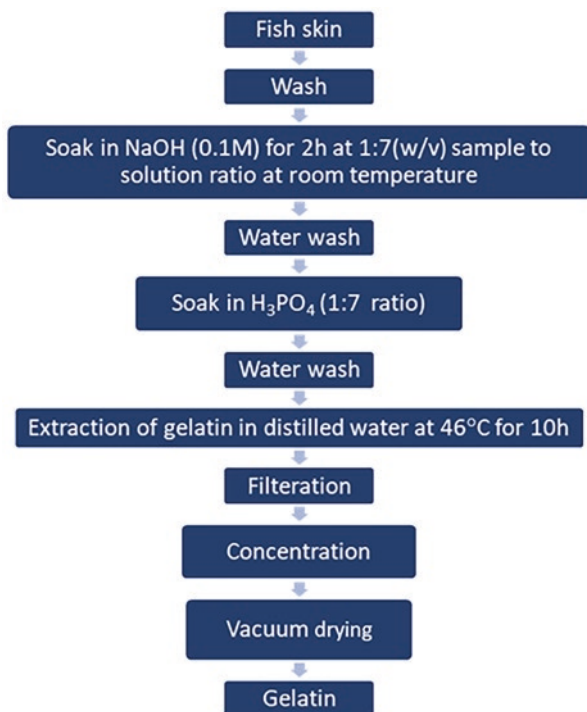 Fish skin
Wash
Soak in NaOH (0.1M) for 2h at 1:7(w/v) sample to
solution ratio at room temperature
Water wash
Soak in H₃PO₄ (1:7 ratio)
Water wash
Extraction of gelatin in distilled water at 46°C for 10h
Filteration
Concentration
Vacuum drying
Gelatin